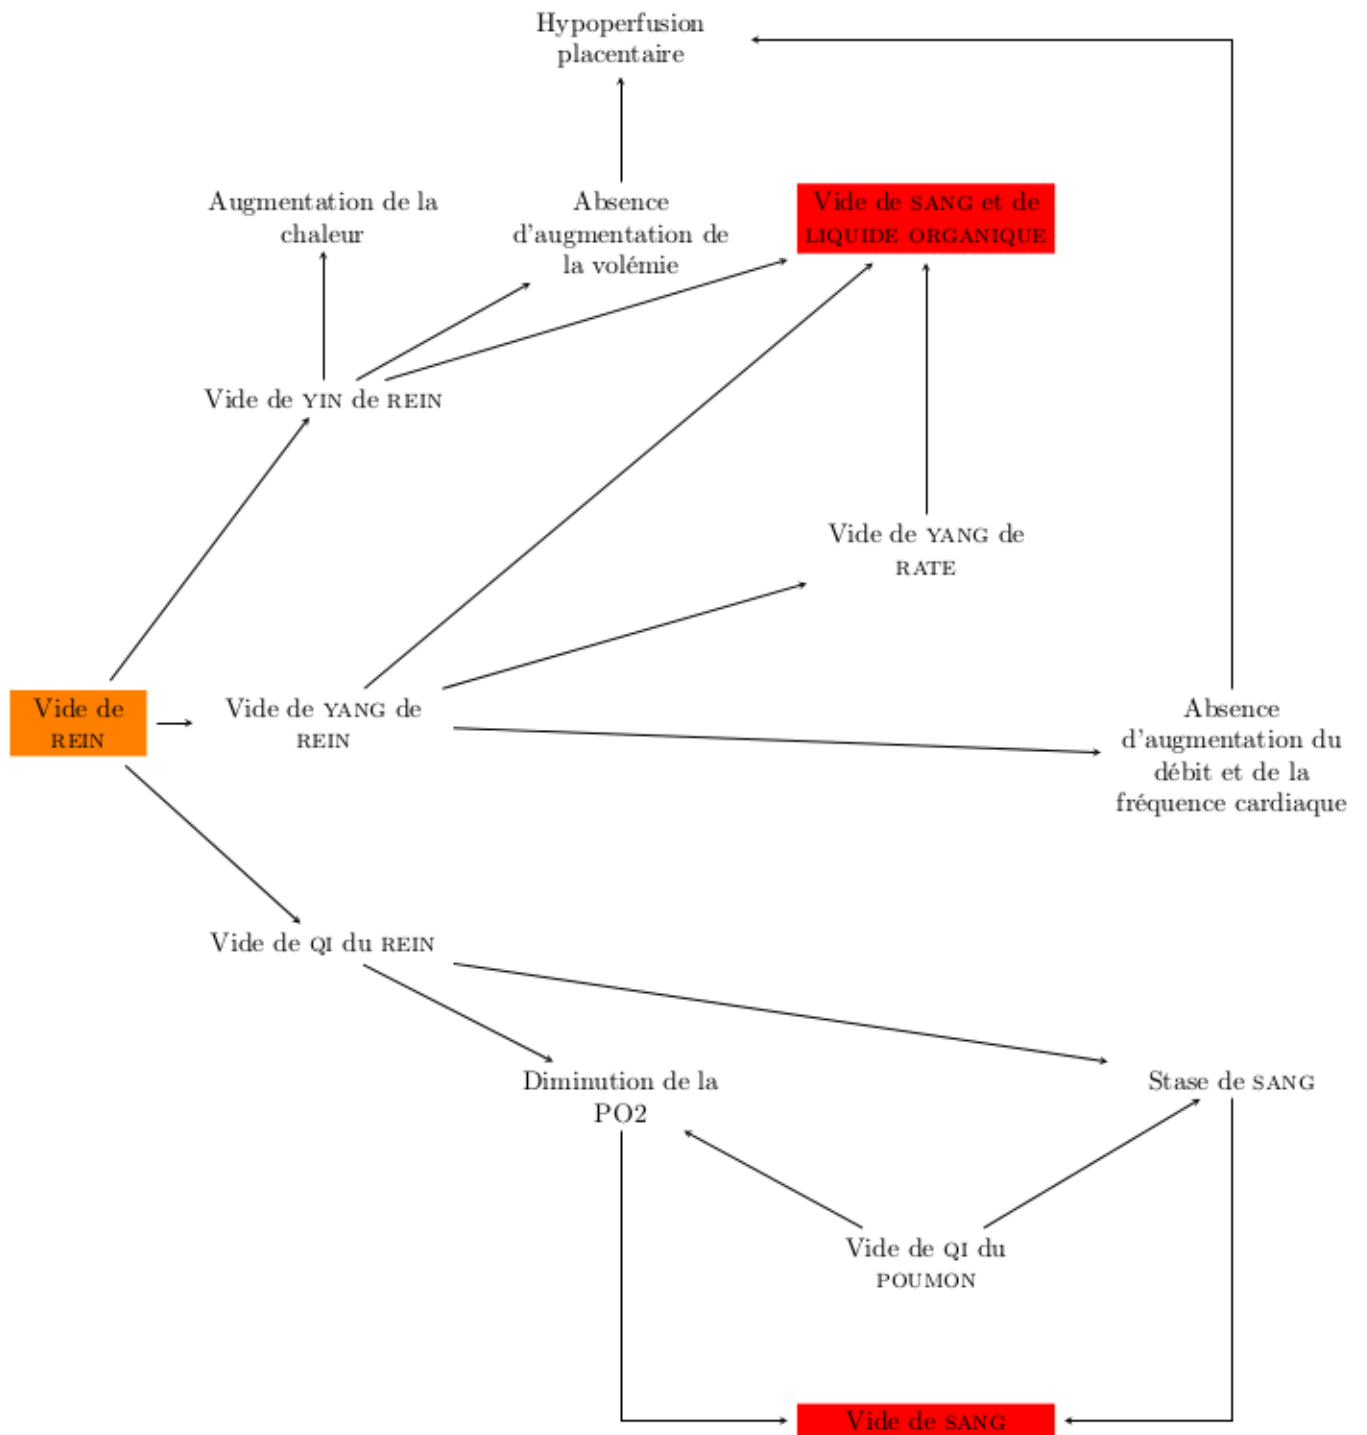 Hypoperfusion
placentaire
Augmentation de la
chaleur
Absence
d'augmentation de
la volémie
Vide de SANG et de
LIQUIDE ORGANIQUE
Vide de YIN de REIN
Vide de YANG de
RATE
Vide de
REIN
Vide de YANG de
REIN
Absence
d'augmentation du
débit et de la
fréquence cardiaque
Vide de QI du REIN
Diminution de la
PO2
Stase de SANG
Vide de QI du
POUMON
Vide de SANG